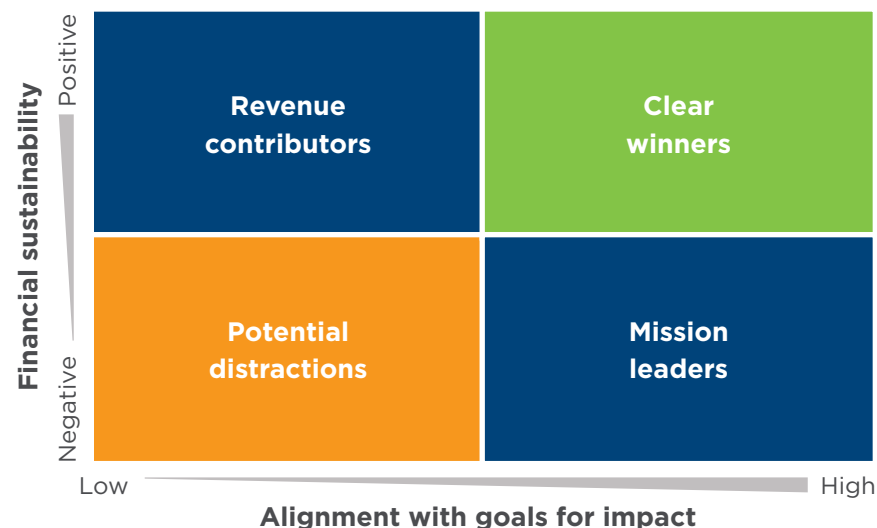 Financial sustainability
Positive
Negative
Revenue
contributors
Clear
winners
Potential
distractions
Mission
leaders
Low
High
Alignment with goals for impact